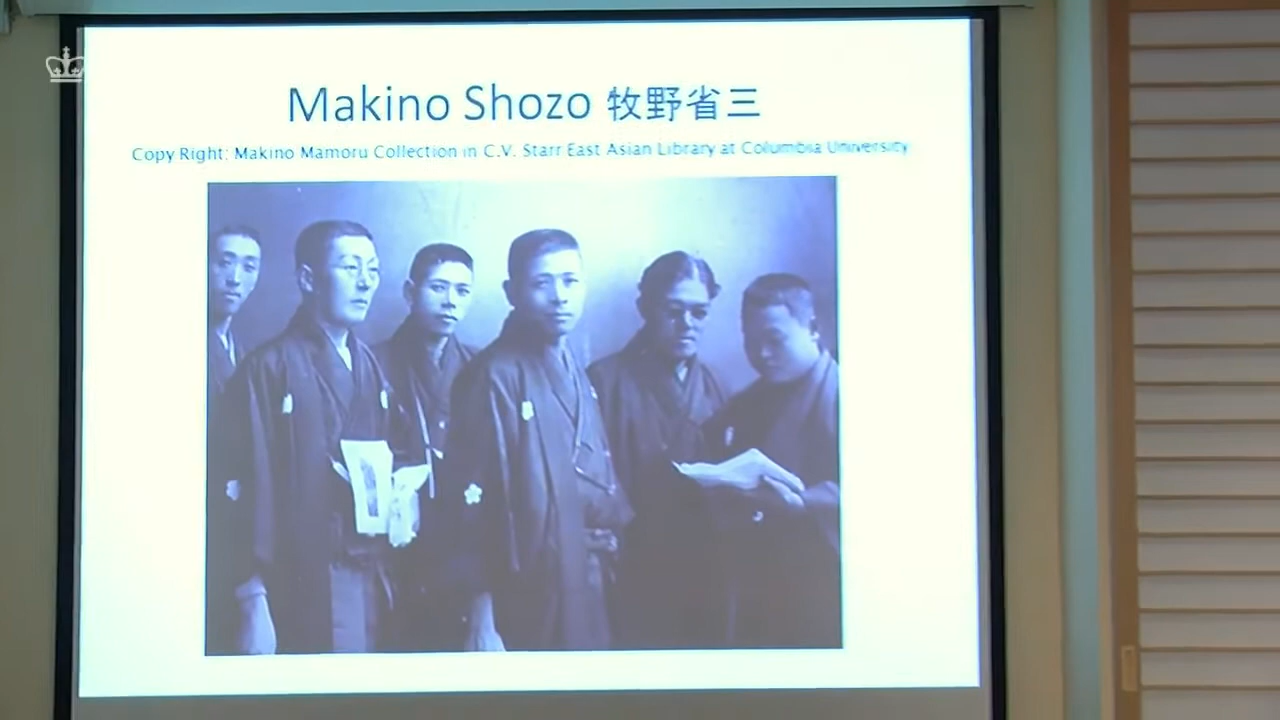 Makino Shozo 牧野省三
Copy Right: Makino Mamoru Collection in C.V. Starr East Asian Library at Columbia University